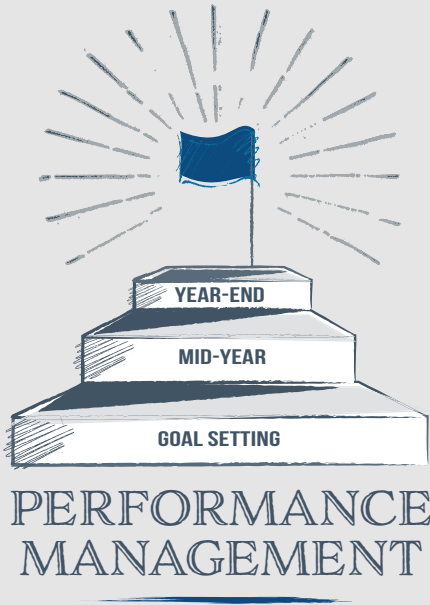 YEAR-END
MID-YEAR
GOAL SETTING
PERFORMANCE
MANAGEMENT